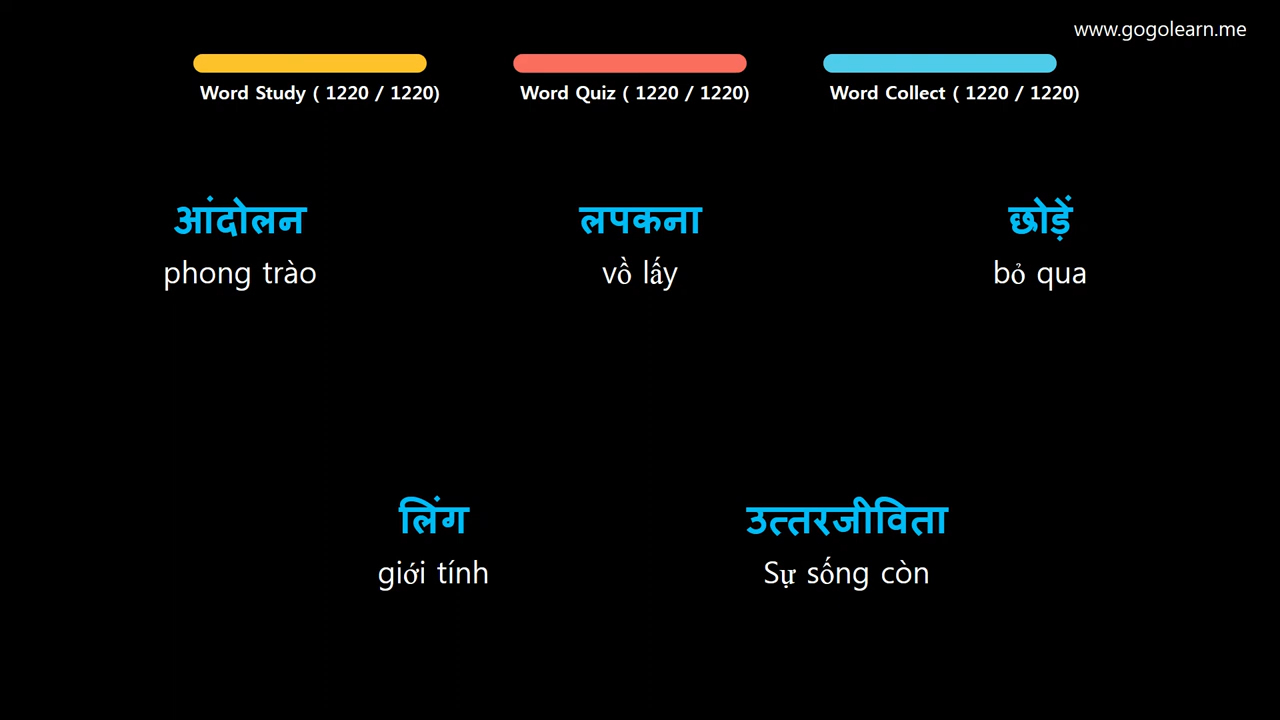 www.gogolearn.me
Word Study ( 1220 / 1220)
Word Quiz ( 1220 / 1220)
Word Collect ( 1220 / 1220)
आंदोलन
phong trào
लपकना
vồ lấy
छोड़ें
bỏ qua
लिंग
giới tính
उत्तरजीविता
Sự sống còn